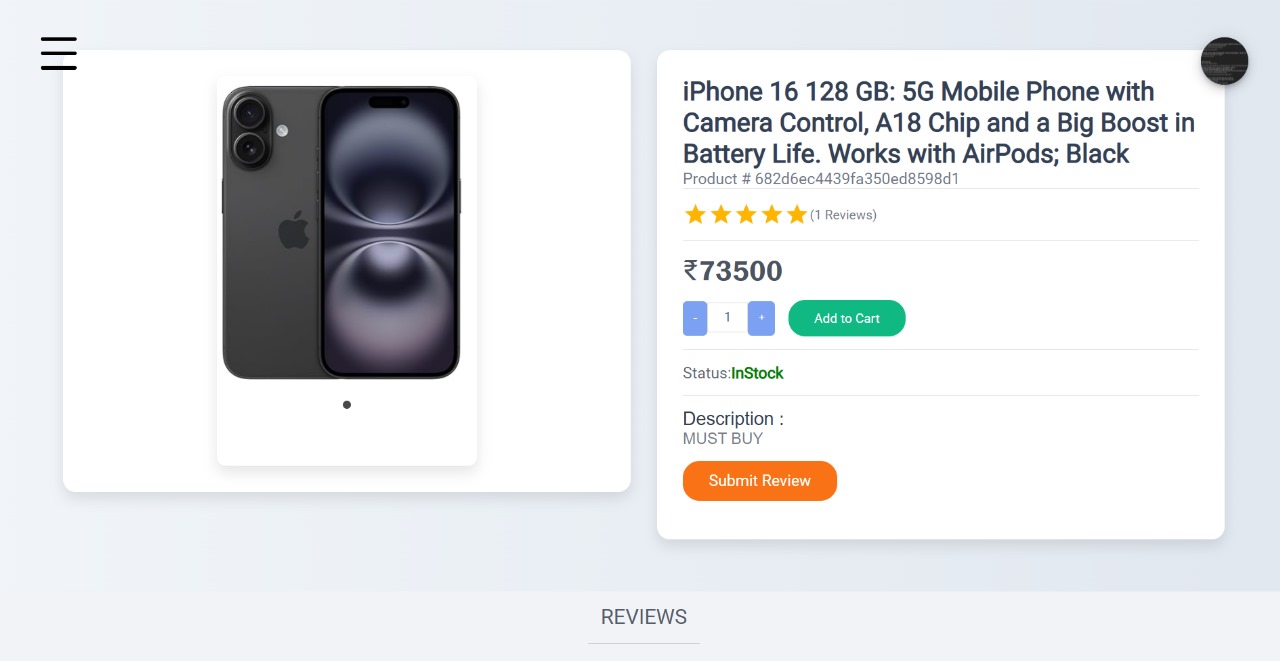 iPhone 16 128 GB: 5G Mobile Phone with
Camera Control, A18 Chip and a Big Boost in
Battery Life. Works with AirPods; Black
Product # 682d6ec4439fa350ed8598d1
(1 Reviews)
₹73500
- 1 + Add to Cart
Status:InStock
Description :
MUST BUY
Submit Review
REVIEWS